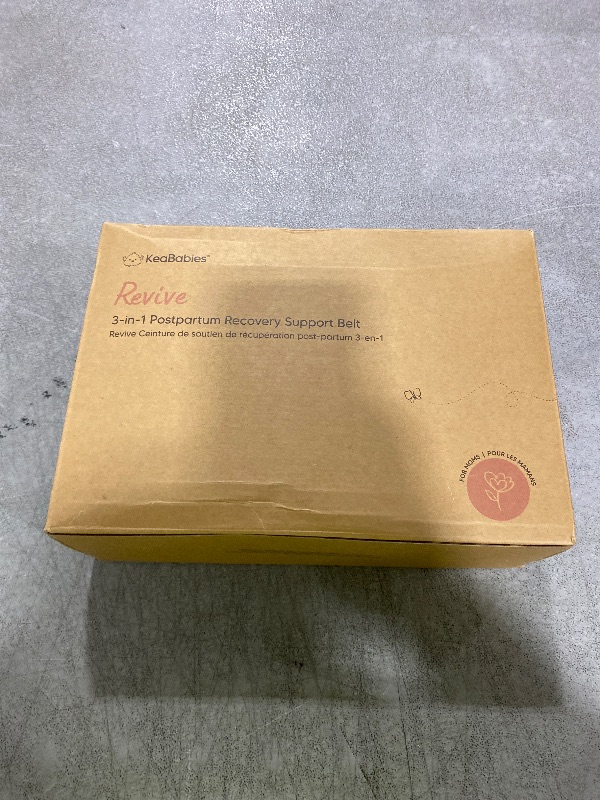 KeaBabies™
Revive
3-in-1 Postpartum Recovery Support Belt
Revive Ceinture de soutien de récupération post-partum 3-en-1
FOR MOMS | POUR LES MAMANS